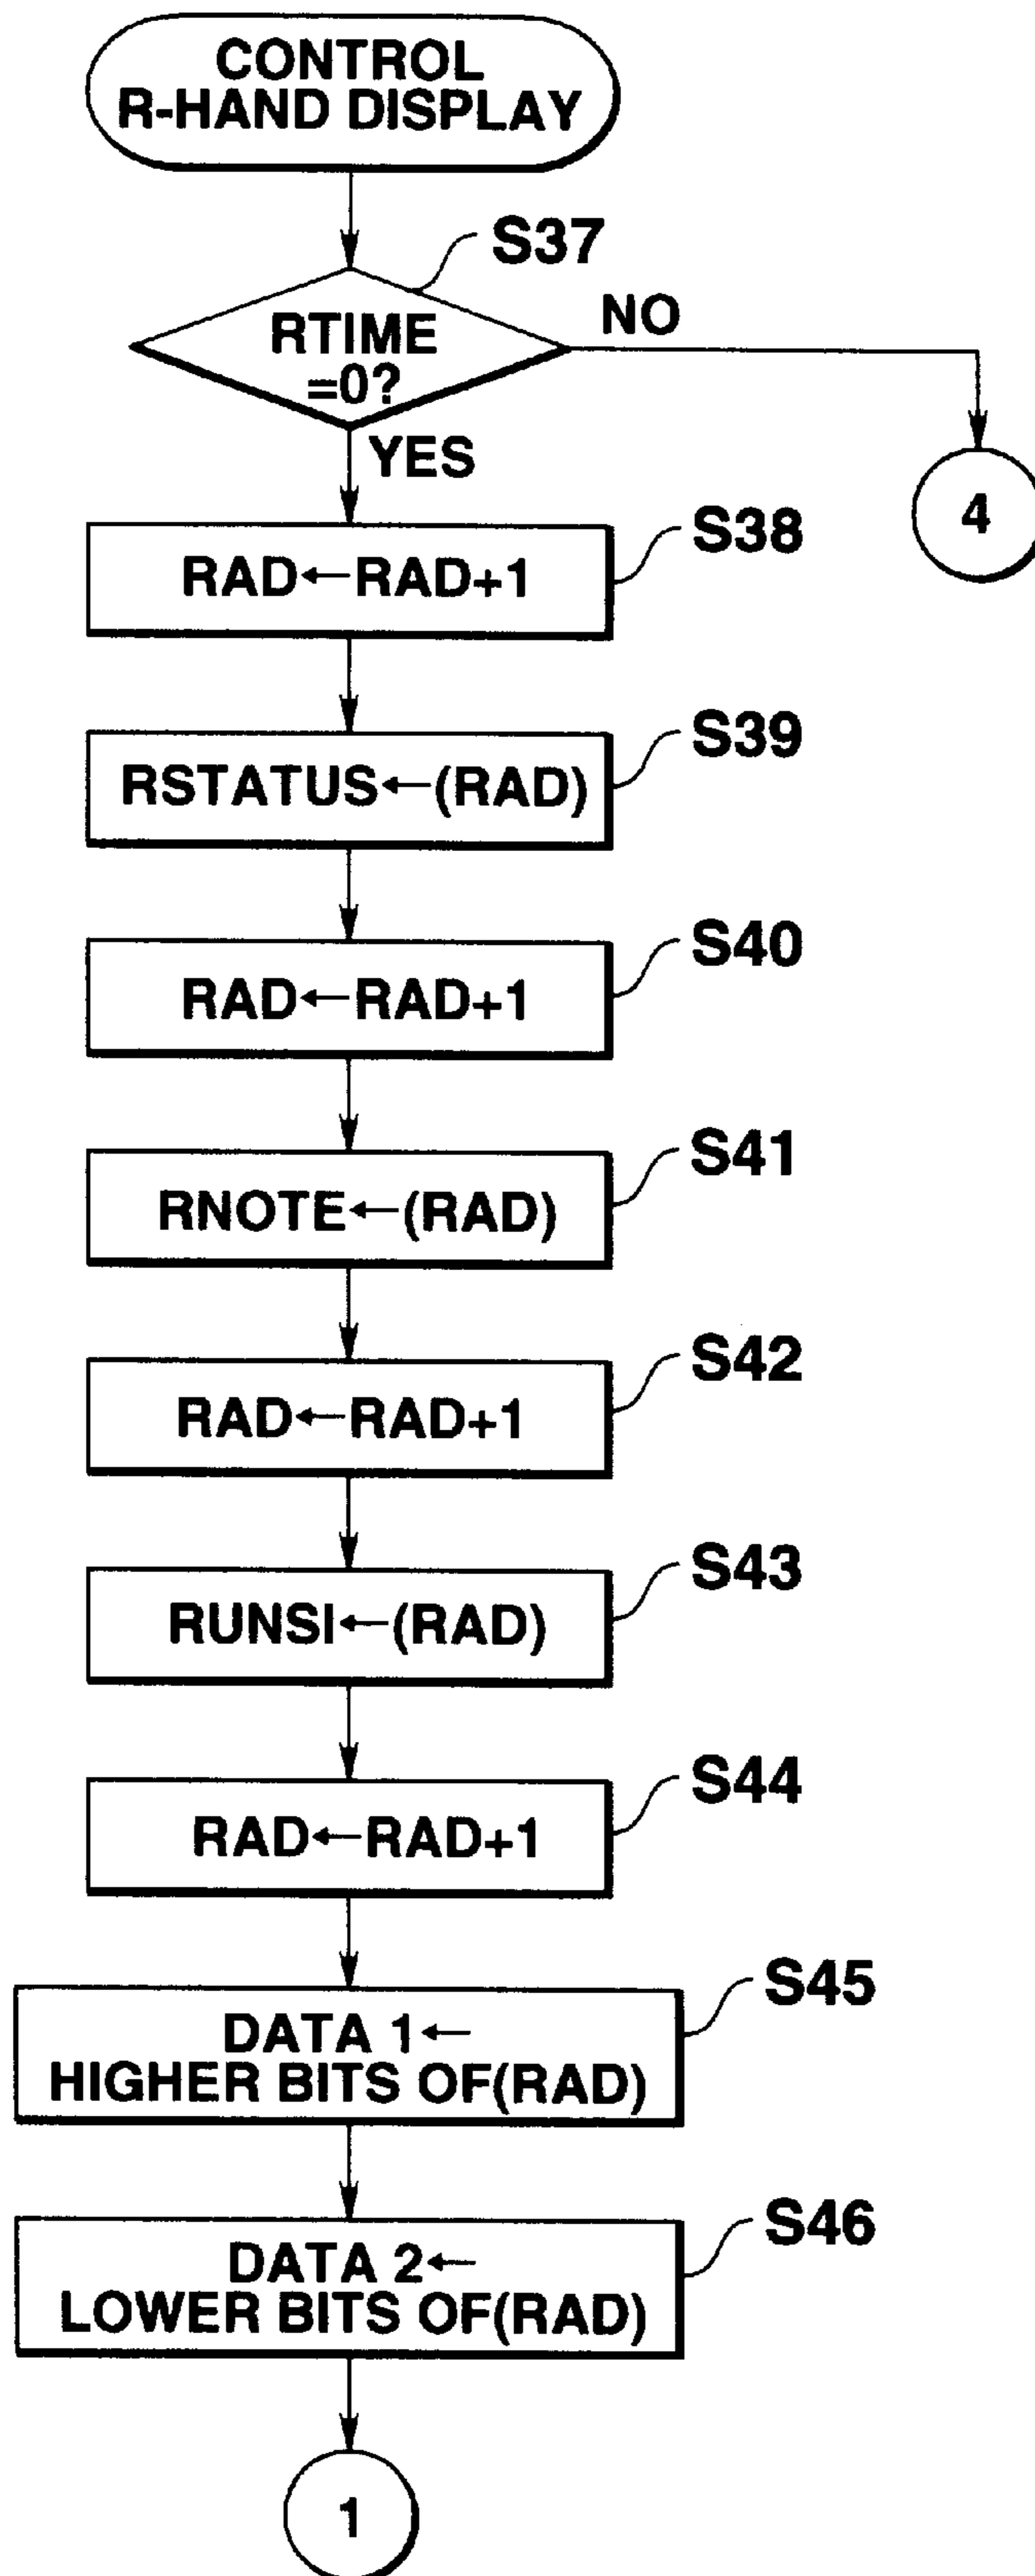 CONTROL
R-HAND DISPLAY
S37
RTIME
=0?
NO
YES
4
S38
RAD←RAD+1
S39
RSTATUS←(RAD)
S40
RAD←RAD+1
S41
RNOTE←(RAD)
S42
RAD←RAD+1
S43
RUNSI←(RAD)
S44
RAD←RAD+1
S45
DATA 1←
HIGHER BITS OF(RAD)
S46
DATA 2←
LOWER BITS OF(RAD)
1